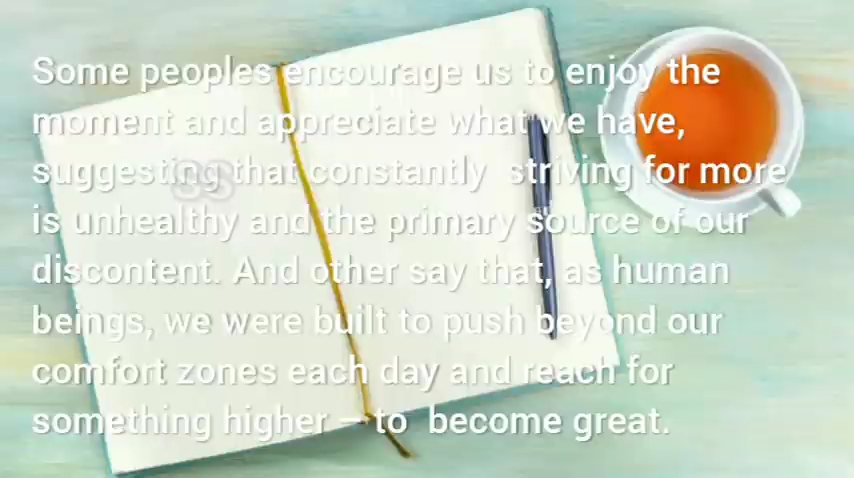 Some peoples encourage us to enjoy the
moment and appreciate what we have,
suggesting that constantly striving for more
is unhealthy and the primary source of our
discontent. And other say that, as human
beings, we were built to push beyond our
comfort zones each day and reach for
something higher – to become great.